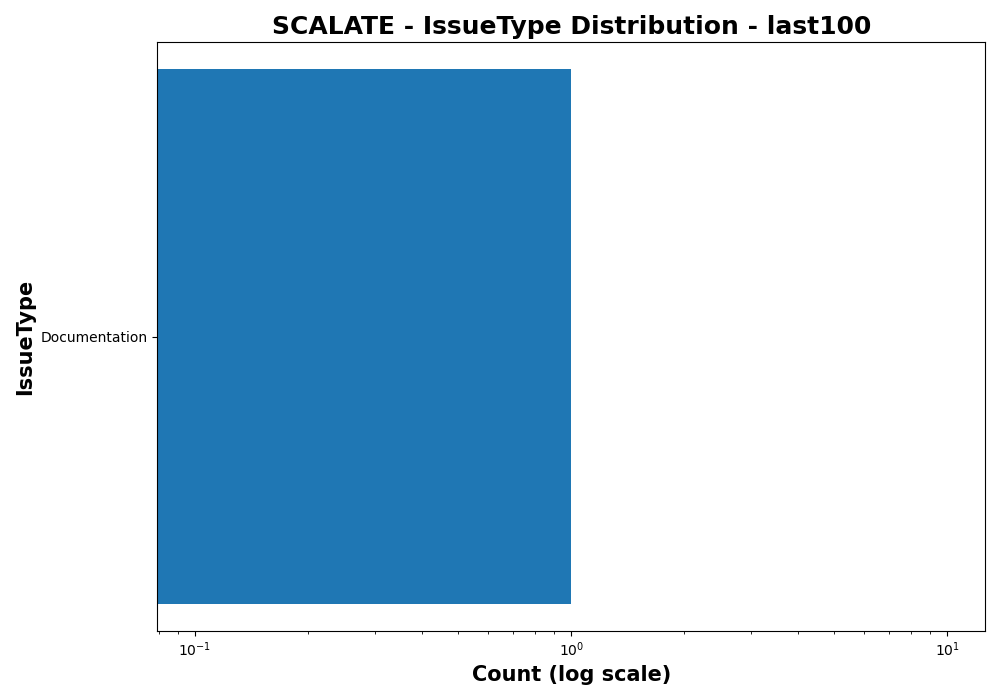 SCALATE - IssueType Distribution - last100
IssueType
Documentation
10⁻¹
10⁰
10¹
Count (log scale)